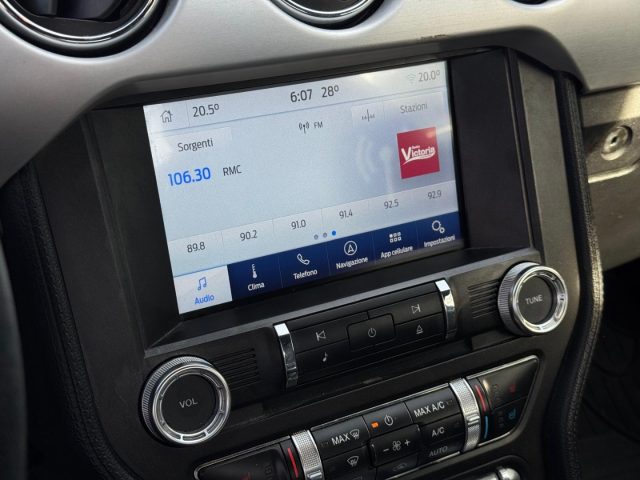 20.5° 6:07 28° 20.0°
Sorgenti FM Stazioni
106.30 RMC
Radio Victoria
89.8 90.2 91.0 91.4 92.5 92.9
Audio Clima Telefono Navigazione App cellulare Impostazioni
TUNE
VOL
MAX MAX A/C
A/C
AUTO